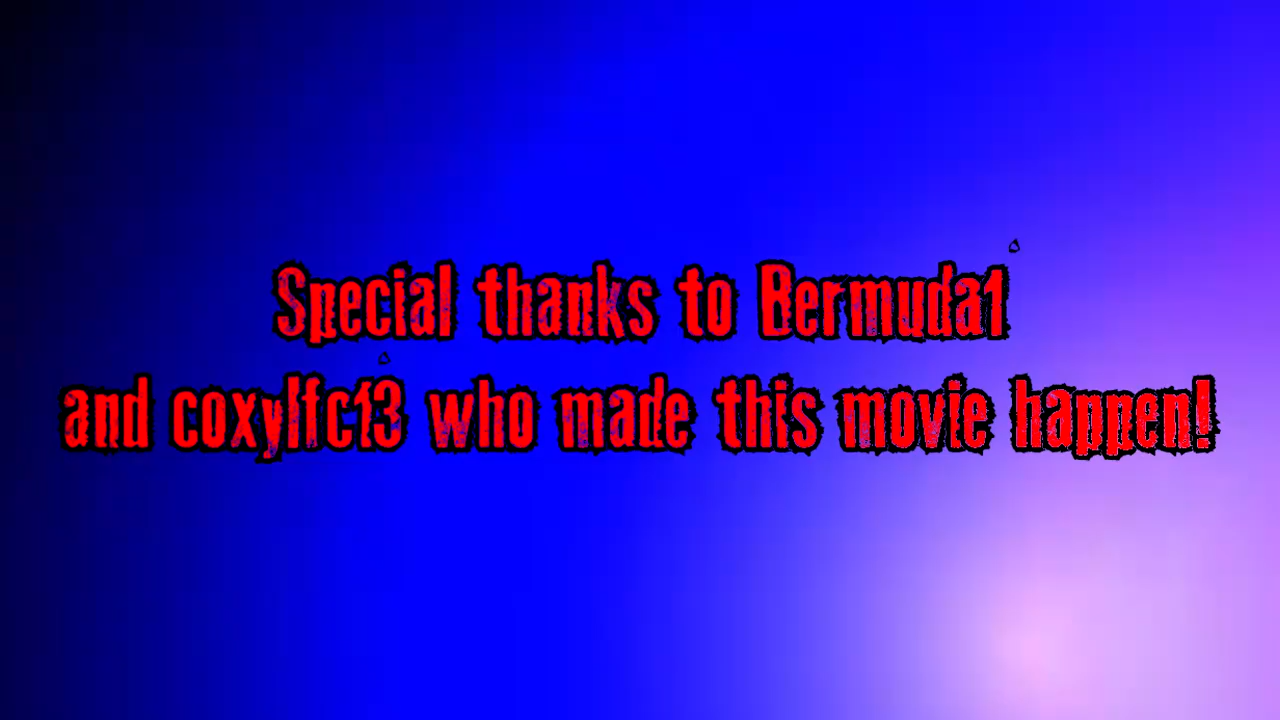 Special thanks to Bermuda1
and coxylfc13 who made this movie happen!